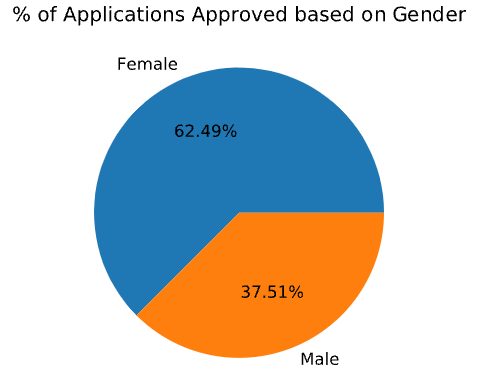 % of Applications Approved based on Gender
Female
62.49%
37.51%
Male